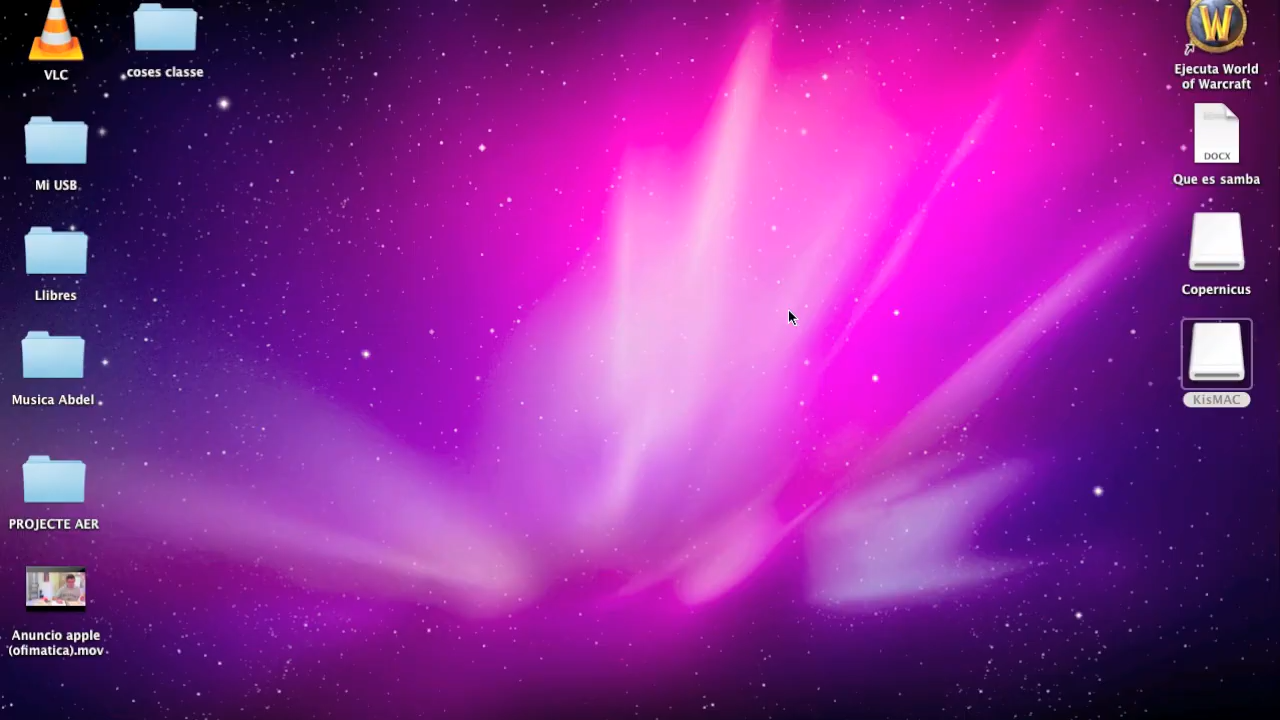 VLC
coses classe
Mi USB
Llibres
Musica Abdel
PROJECTE AER
Anuncio apple
(ofimatica).mov
W
Ejecuta World
of Warcraft
DOCX
Que es samba
Copernicus
KisMAC